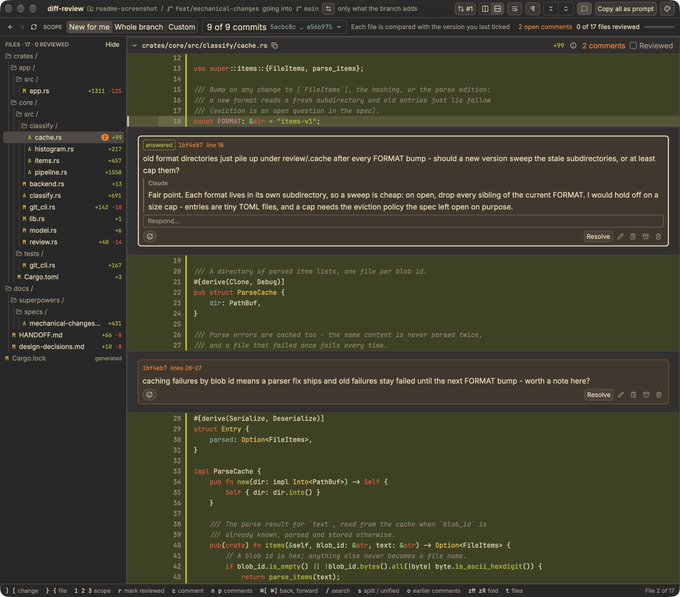 diff-review readme-screenshot / feat/mechanical-changes going into main only what the branch adds #1 Copy all as prompt
SCOPE New for me Whole branch Custom 9 of 9 commits 5acbc8c … a56b975 Each file is compared with the version you last ticked 2 open comments 0 of 17 files reviewed
FILES · 17 · 0 REVIEWED Hide
crates /
app /
src /
M app.rs +1311 -125
core /
src /
classify /
A cache.rs 2 +99
A histogram.rs +217
A items.rs +457
A pipeline.rs +1558
M backend.rs +13
A classify.rs +691
M git_cli.rs +142 -10
M lib.rs +1
M model.rs +6
M review.rs +40 -14
tests /
M git_cli.rs +167
M Cargo.toml +3
docs /
superpowers /
specs /
A mechanical-changes... +431
M HANDOFF.md +66 -8
M design-decisions.md +10 -8
M Cargo.lock generated
crates/core/src/classify/cache.rs +99 2 comments Reviewed
12
13 use super::items::{FileItems, parse_items};
14
15 /// Bump on any change to [`FileItems`], the hashing, or the parse edition:
16 /// a new format reads a fresh subdirectory and old entries just lie fallow
17 /// (eviction is an open question in the spec).
18 const FORMAT: &str = "items-v1";
answered 1bf4eb7 line 18
old format directories just pile up under review/.cache after every FORMAT bump - should a new version sweep the stale subdirectories, or at least
cap them?
Claude
Fair point. Each format lives in its own subdirectory, so a sweep is cheap: on open, drop every sibling of the current FORMAT. I would hold off on a
size cap - entries are tiny TOML files, and a cap needs the eviction policy the spec left open on purpose.
Respond...
Resolve
19
20 /// A directory of parsed item lists, one file per blob id.
21 #[derive(Clone, Debug)]
22 pub struct ParseCache {
23 dir: PathBuf,
24 }
25
26 /// Parse errors are cached too - the same content is never parsed twice,
27 /// and a file that failed once fails every time.
1bf4eb7 lines 26-27
caching failures by blob id means a parser fix ships and old failures stay failed until the next FORMAT bump - worth a note here?
Resolve
28 #[derive(Serialize, Deserialize)]
29 struct Entry {
30 parsed: Option<FileItems>,
31 }
32
33 impl ParseCache {
34 pub fn new(dir: impl Into<PathBuf>) -> Self {
35 Self { dir: dir.into() }
36 }
37
38 /// The parse result for `text`, read from the cache when `blob_id` is
39 /// already known, parsed and stored otherwise.
40 pub(crate) fn items(&self, blob_id: &str, text: &str) -> Option<FileItems> {
41 // A blob id is hex; anything else never becomes a file name.
42 if blob_id.is_empty() || !blob_id.bytes().all(|byte| byte.is_ascii_hexdigit()) {
43 return parse_items(text);
] [ change } { file 1 2 3 scope r mark reviewed c comment n p comments ⌘[ ⌘] back, forward / search s split / unified o earlier comments zM zR fold t files File 2 of 17